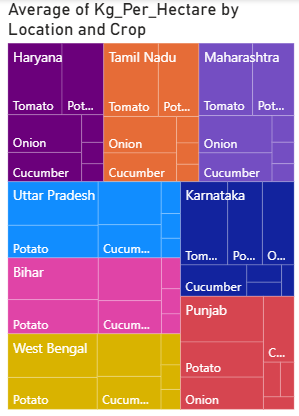 Average of Kg_Per_Hectare by
Location and Crop
Haryana
Tomato
Pot...
Onion
Cucumber
Tamil Nadu
Tomato
Pot...
Onion
Cucumber
Maharashtra
Tomato
Pot...
Onion
Cucumber
Uttar Pradesh
Potato
Cucum...
Bihar
Potato
Cucum...
West Bengal
Potato
Cucum...
Karnataka
Tom...
Po...
O...
Cucumber
Punjab
Potato
C...
Onion